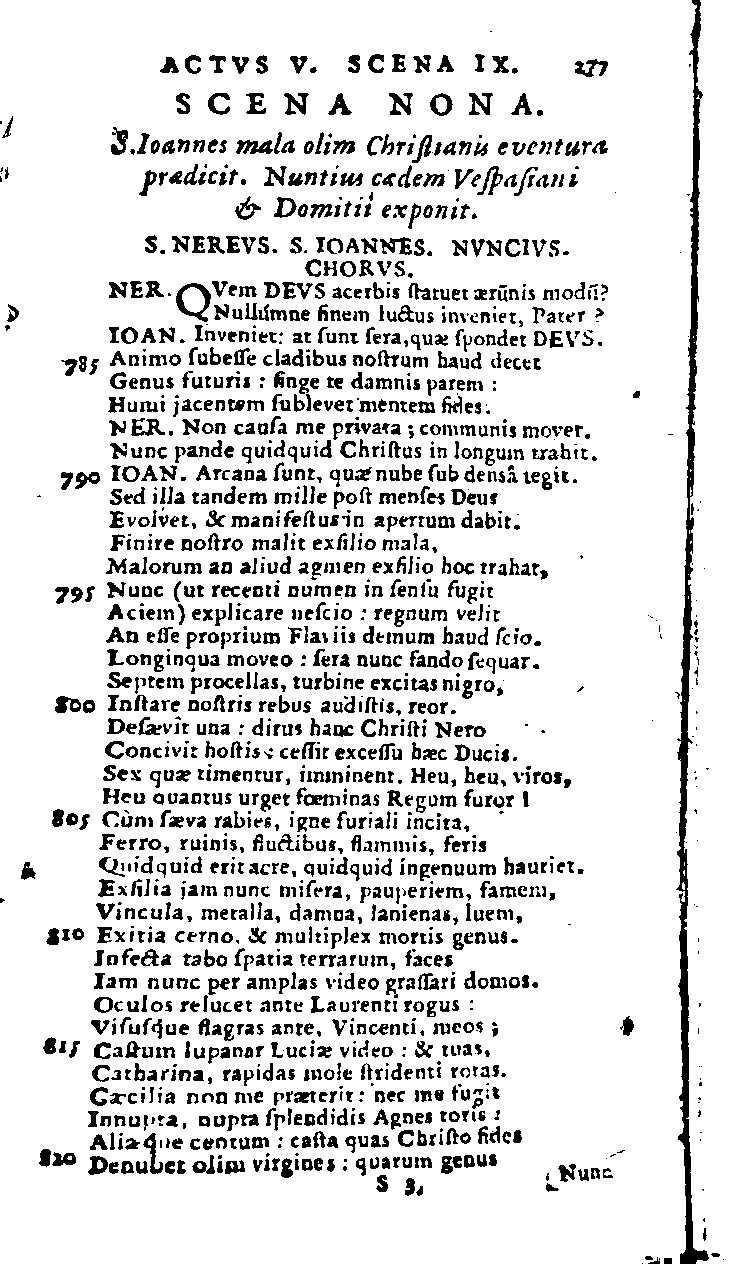 ACTVS V. SCENA IX. 277
SCENA NONA.
S. Ioannes mala olim Chriſtianis eventura
prædicit. Nuntius cædem Veſpaſiani
& Domitii exponit.
S. NEREVS. S. IOANNES. NVNCIVS.
CHORVS.
NER. QVem DEVS acerbis ſtatuet ærūnis modū?
Nullúmne finem luctus inveniet, Pater?
IOAN. Inveniet: at ſunt ſera, quæ ſpondet DEVS.
785 Animo ſubeſſe cladibus noſtrum haud decet
Genus futuris : finge te damnis parem :
Humi jacentem ſublevet mentem fides.
NER. Non cauſa me privata ; communis movet.
Nunc pande quidquid Chriſtus in longum trahit.
790 IOAN. Arcana ſunt, quæ nube ſub densâ tegit.
Sed illa tandem mille poſt menſes Deus
Evolvet, & manifeſtus in apertum dabit.
Finire noſtro malit exſilio mala,
Malorum an aliud agmen exſilio hoc trahat,
795 Nunc (ut recenti numen in ſenſu fugit
Aciem) explicare neſcio : regnum velit
An eſſe proprium Flaviis demum haud ſcio.
Longinqua moveo : ſera nunc fando ſequar.
Septem procellas, turbine excitas nigro,
800 Inſtare noſtris rebus audiſtis, reor.
Deſævit una : dirus hanc Chriſti Nero
Concivit hoſtis : ceſſit exceſſu hæc Ducis.
Sex quæ timentur, imminent. Heu, heu, viros,
Heu quantus urget fœminas Regum furor !
805 Cùm ſæva rabies, igne furiali incita,
Ferro, ruinis, fluctibus, flammis, feris
Quidquid erit acre, quidquid ingenuum hauriet.
Exſilia jam nunc miſera, pauperiem, famem,
Vincula, metalla, damna, lanienas, luem,
810 Exitia cerno, & multiplex mortis genus.
Infecta tabo ſpatia terrarum, faces
Iam nunc per amplas video graſſari domos.
Oculos relucet ante Laurenti rogus :
Viſuſque flagras ante, Vincenti, meos ;
815 Caſtum lupanar Luciæ video : & tuas,
Catharina, rapidas mole ſtridenti rotas.
Cæcilia non me præterit : nec me fugit
Innupta, nupta ſplendidis Agnes toris :
Aliæque centum : caſta quas Chriſto fides
820 Denubet olim virgines : quarum genus
S 3. Nunc